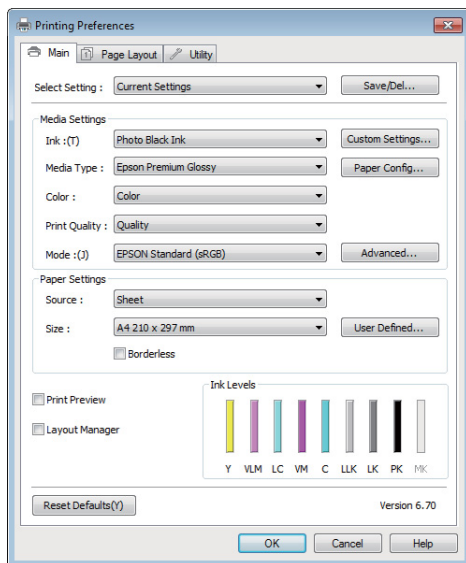 Printing Preferences
Main Page Layout Utility
Select Setting : Current Settings Save/Del...
Media Settings
Ink :(T) Photo Black Ink Custom Settings...
Media Type : Epson Premium Glossy Paper Config...
Color : Color
Print Quality : Quality
Mode :(J) EPSON Standard (sRGB) Advanced...
Paper Settings
Source : Sheet
Size : A4 210 x 297 mm User Defined...
Borderless
Ink Levels
Print Preview
Layout Manager
Y VLM LC VM C LLK LK PK MK
Reset Defaults(Y) Version 6.70
OK Cancel Help